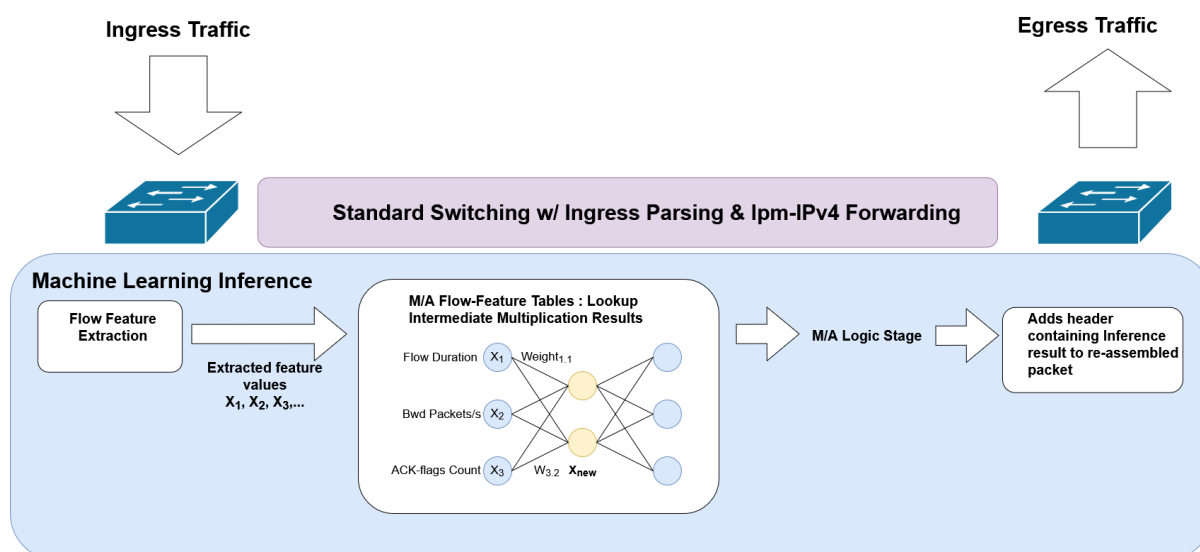 Ingress Traffic
Egress Traffic
Standard Switching w/ Ingress Parsing & lpm-IPv4 Forwarding
Machine Learning Inference
Flow Feature
Extraction
Extracted feature
values
X₁, X₂, X₃,...
M/A Flow-Feature Tables : Lookup
Intermediate Multiplication Results
Flow Duration
X₁
Weight₁.₁
Bwd Packets/s
X₂
ACK-flags Count
X₃
W₃.₂
X_new
M/A Logic Stage
Adds header
containing Inference
result to re-assembled
packet